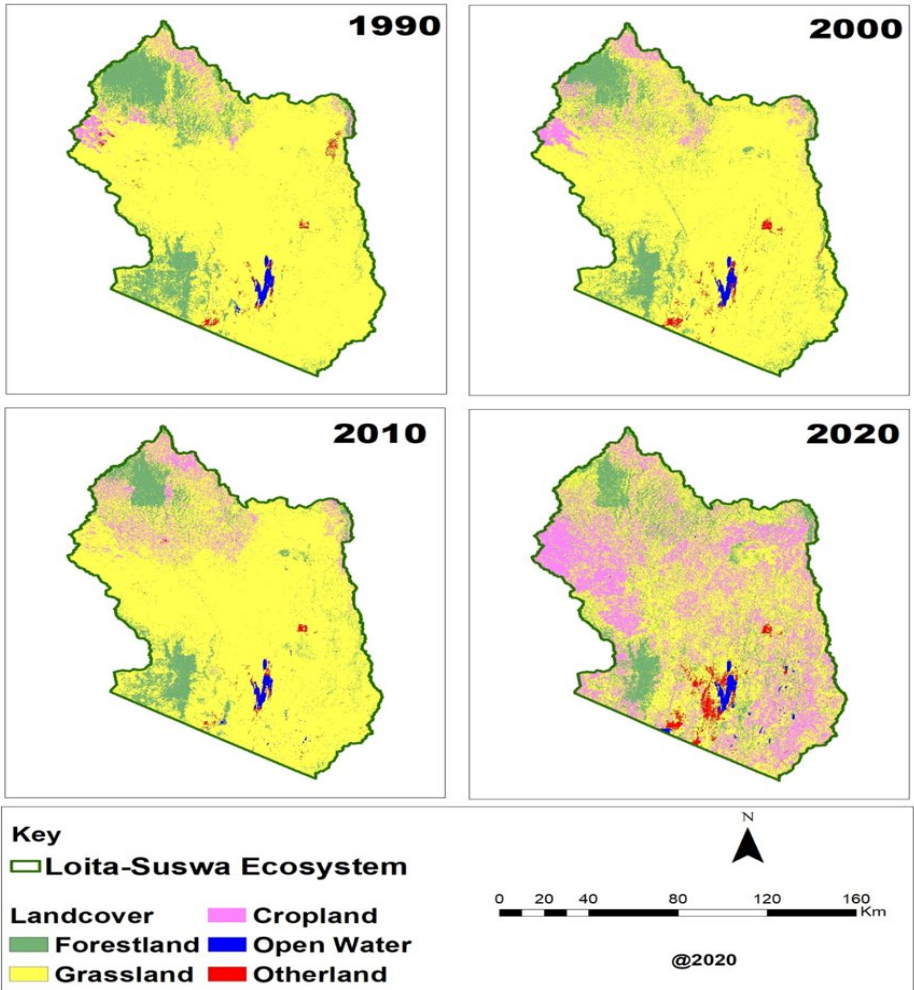 1990
2000
2010
2020
Key
Loita-Suswa Ecosystem
Landcover
Cropland
Forestland
Open Water
Grassland
Otherland
N
0 20 40 80 120 160
Km
@2020